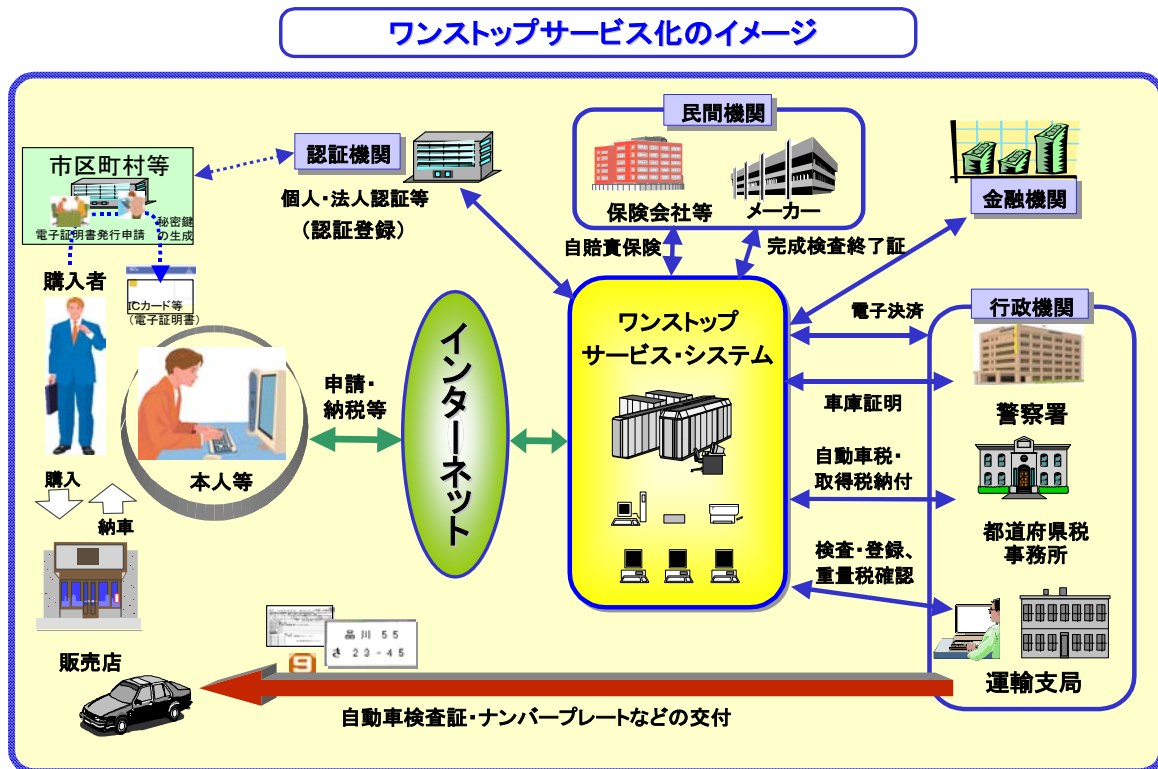 ワンストップサービス化のイメージ
市区町村等
電子証明書発行申請
秘密鍵
の生成
認証機関
個人・法人認証等
（認証登録）
民間機関
保険会社等
メーカー
自賠責保険
完成検査終了証
金融機関
購入者
ICカード等
（電子証明書）
本人等
申請・
納税等
インターネット
ワンストップ
サービス・システム
電子決済
行政機関
警察署
車庫証明
自動車税・
取得税納付
都道府県税
事務所
検査・登録、
重量税確認
運輸支局
購入
納車
販売店
品川 55
さ 23-45
9
自動車検査証・ナンバープレートなどの交付